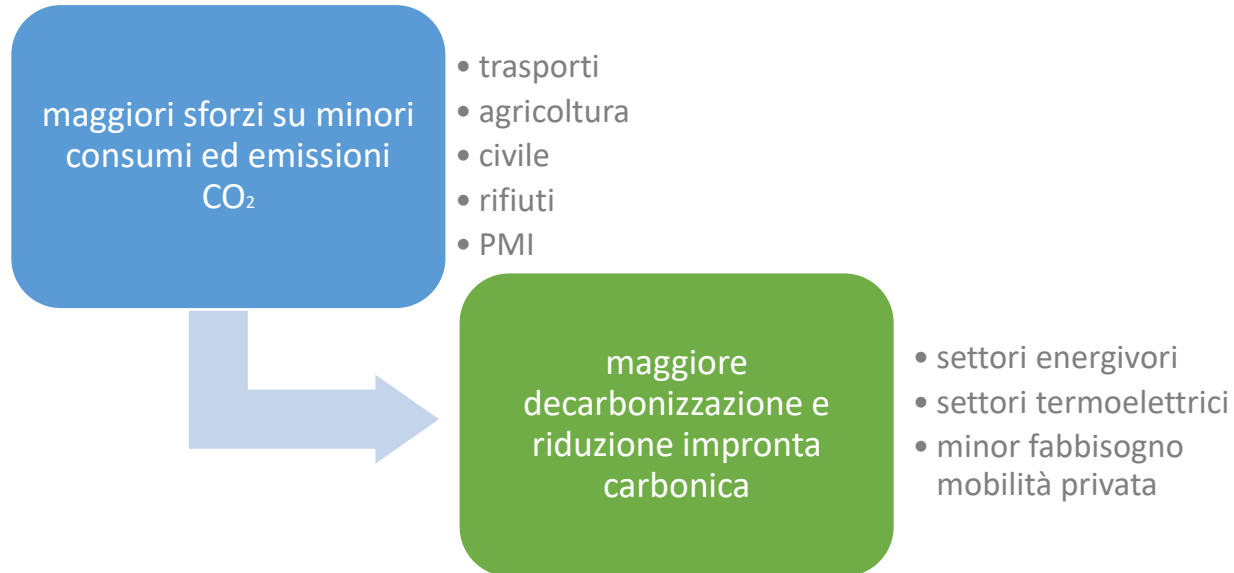 maggiori sforzi su minori
consumi ed emissioni
CO₂
• trasporti
• agricoltura
• civile
• rifiuti
• PMI
maggiore
decarbonizzazione e
riduzione impronta
carbonica
• settori energivori
• settori termoelettrici
• minor fabbisogno
mobilità privata